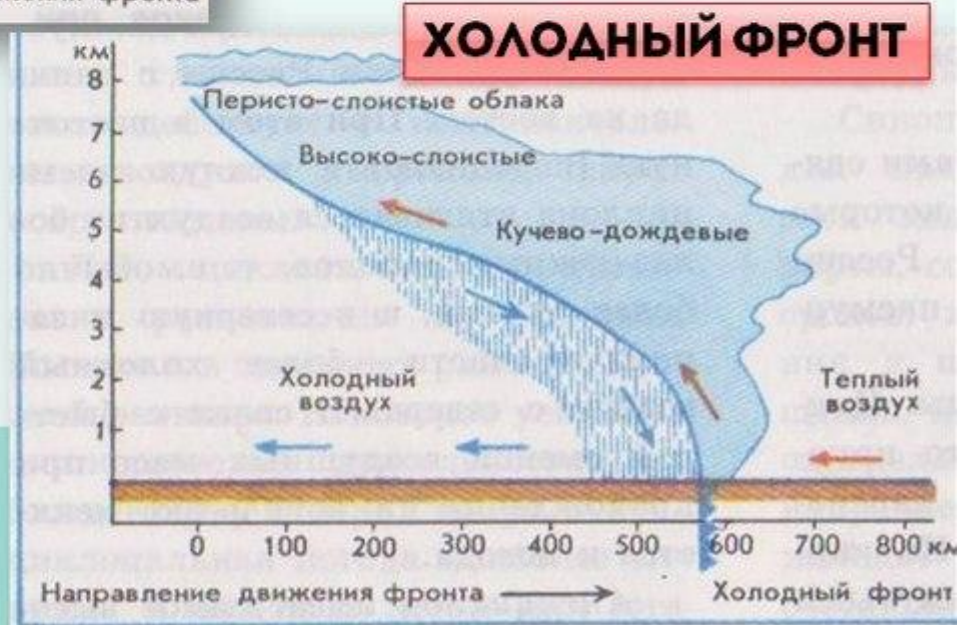 ХОЛОДНЫЙ ФРОНТ
км
8
7
6
5
4
3
2
1
Перисто-слоистые облака
Высоко-слоистые
Кучево-дождевые
Холодный
воздух
Теплый
воздух
0 100 200 300 400 500 600 700 800 км
Направление движения фронта
Холодный фронт